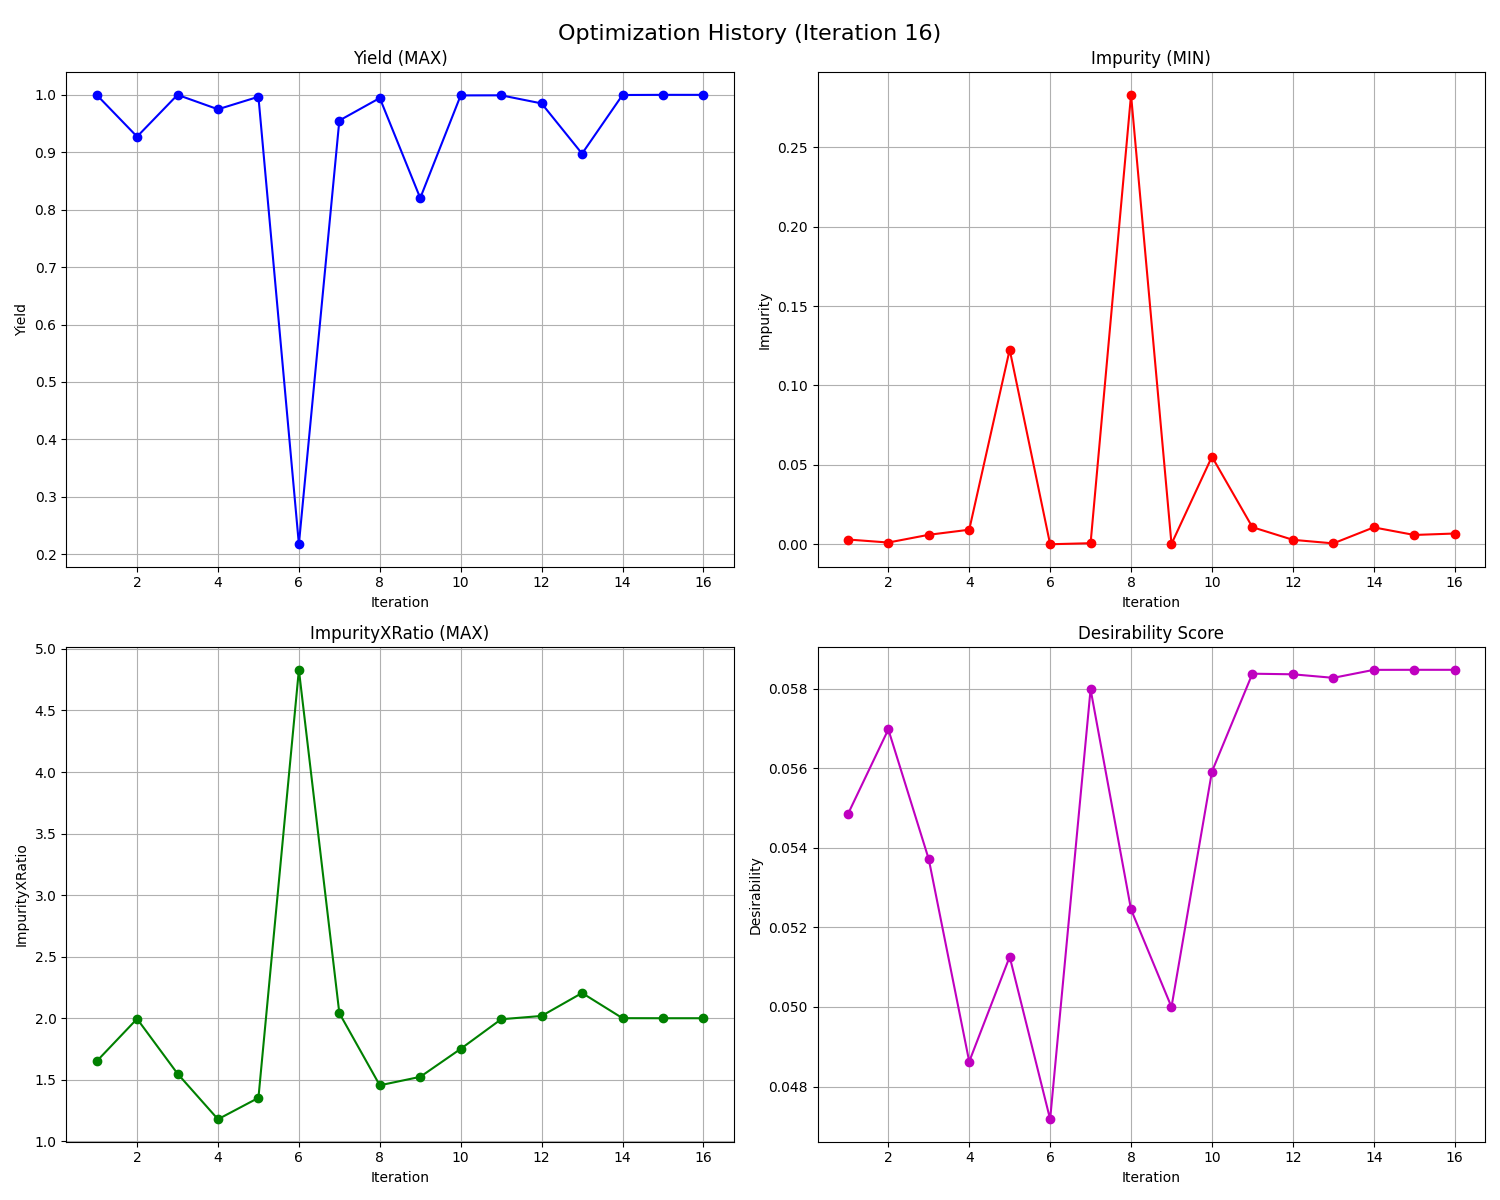 Optimization History (Iteration 16)
Yield (MAX)
1.0
0.9
0.8
0.7
0.6
0.5
0.4
0.3
0.2
Yield
2 4 6 8 10 12 14 16
Iteration
Impurity (MIN)
0.25
0.20
0.15
0.10
0.05
0.00
Impurity
2 4 6 8 10 12 14 16
Iteration
ImpurityXRatio (MAX)
5.0
4.5
4.0
3.5
3.0
2.5
2.0
1.5
1.0
ImpurityXRatio
2 4 6 8 10 12 14 16
Iteration
Desirability Score
0.058
0.056
0.054
0.052
0.050
0.048
Desirability
2 4 6 8 10 12 14 16
Iteration